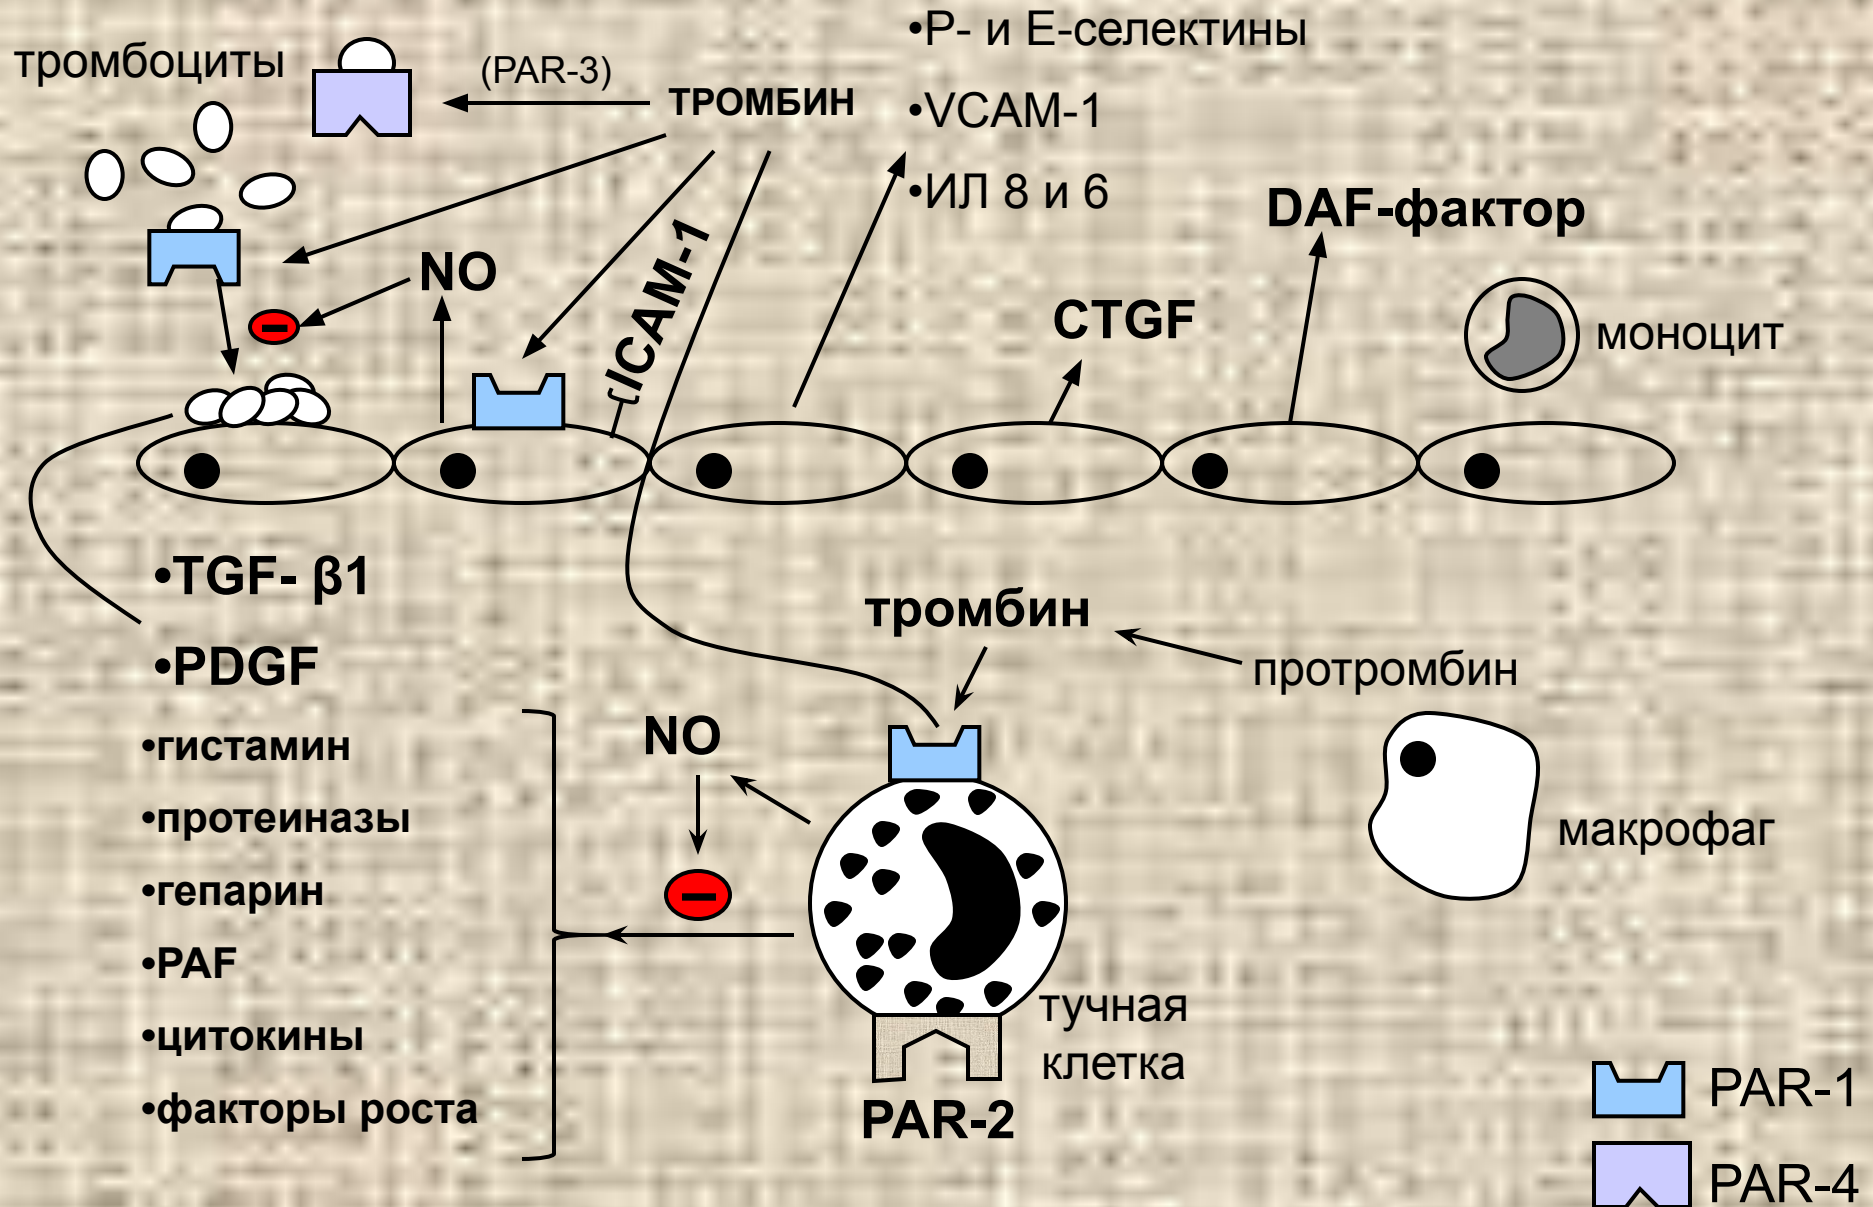 тромбоциты
(PAR-3)
ТРОМБИН
•Р- и Е-селектины
•VCAM-1
•ИЛ 8 и 6
DAF-фактор
NO
ICAM-1
CTGF
моноцит
•TGF- β1
•PDGF
•гистамин
•протеиназы
•гепарин
•PAF
•цитокины
•факторы роста
тромбин
протромбин
NO
макрофаг
тучная
клетка
PAR-2
PAR-1
PAR-4